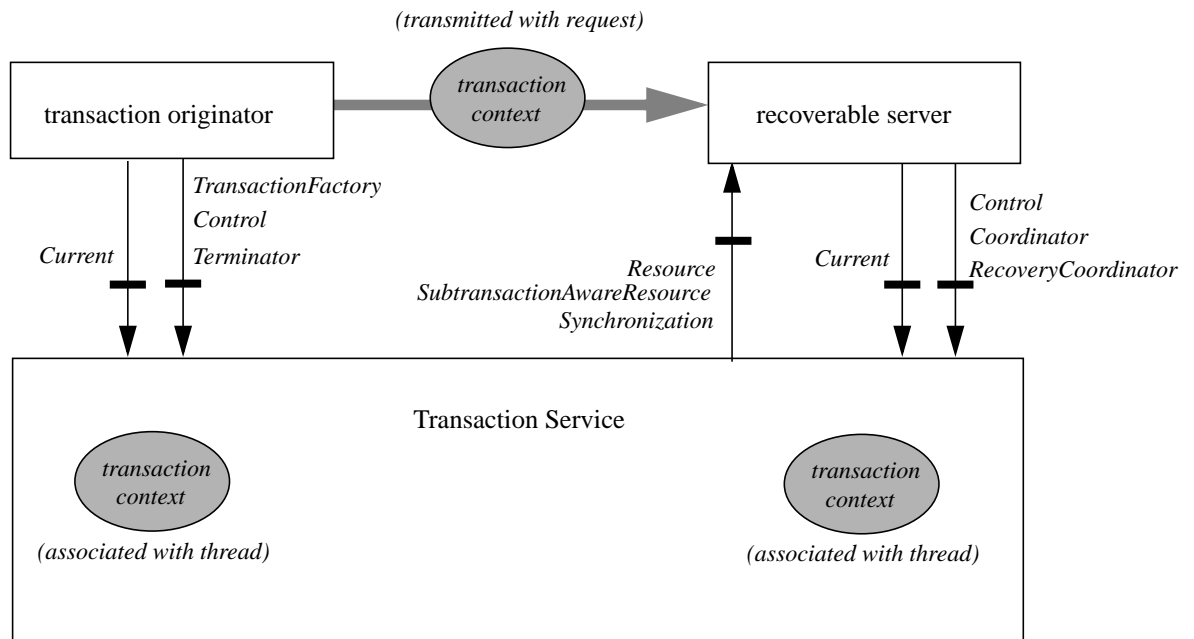 (transmitted with request)
transaction
context
transaction originator
recoverable server
TransactionFactory
Control
Terminator
Current
Resource
SubtransactionAwareResource
Synchronization
Current
Control
Coordinator
RecoveryCoordinator
Transaction Service
transaction
context
(associated with thread)
transaction
context
(associated with thread)